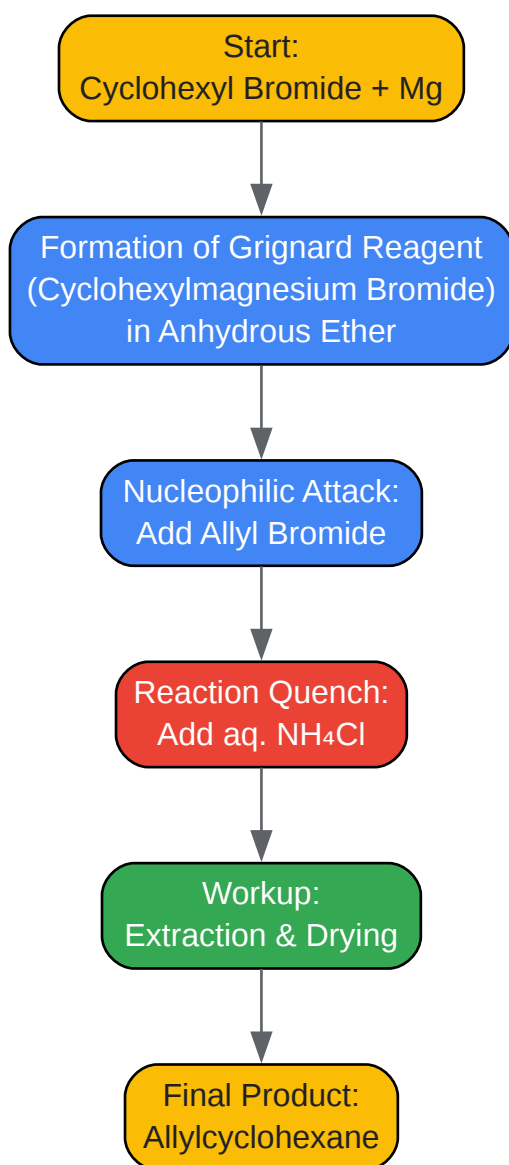 Start:
Cyclohexyl Bromide + Mg
Formation of Grignard Reagent
(Cyclohexylmagnesium Bromide)
in Anhydrous Ether
Nucleophilic Attack:
Add Allyl Bromide
Reaction Quench:
Add aq. NH₄Cl
Workup:
Extraction & Drying
Final Product:
Allylcyclohexane